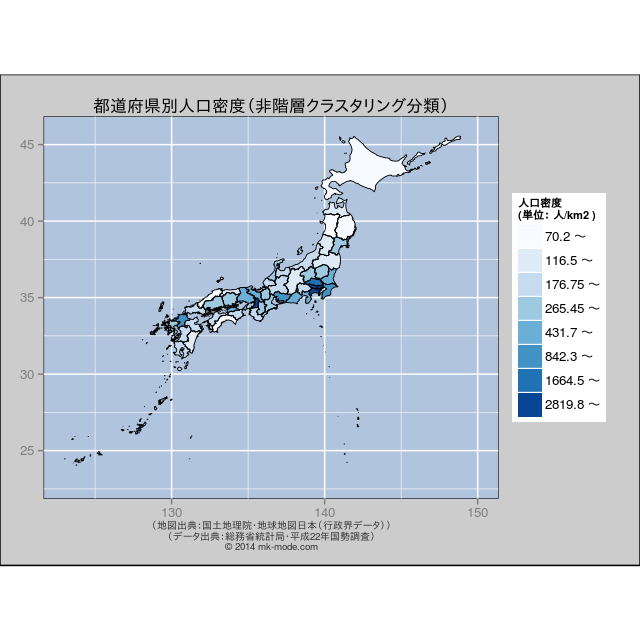 都道府県別人口密度(非階層クラスタリング分類)
45
40
35
30
25
130
140
150
人口密度
(単位： 人/km2 )
70.2 ～
116.5 ～
176.75 ～
265.45 ～
431.7 ～
842.3 ～
1664.5 ～
2819.8 ～
(地図出典：国土地理院･地球地図日本(行政界データ))
(データ出典：総務省統計局･平成22年国勢調査)
© 2014 mk-mode.com